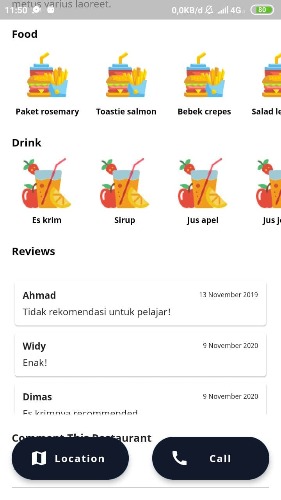 metus varius laoreet.
11:50
0,0KB/d
4G
80
Food
Paket rosemary Toastie salmon Bebek crepes Salad le
Drink
Es krim Sirup Jus apel Jus j
Reviews
Ahmad 13 November 2019
Tidak rekomendasi untuk pelajar!
Widy 9 November 2020
Enak!
Dimas 9 November 2020
Es krimnya recommended
Comment This Restaurant
Location Call